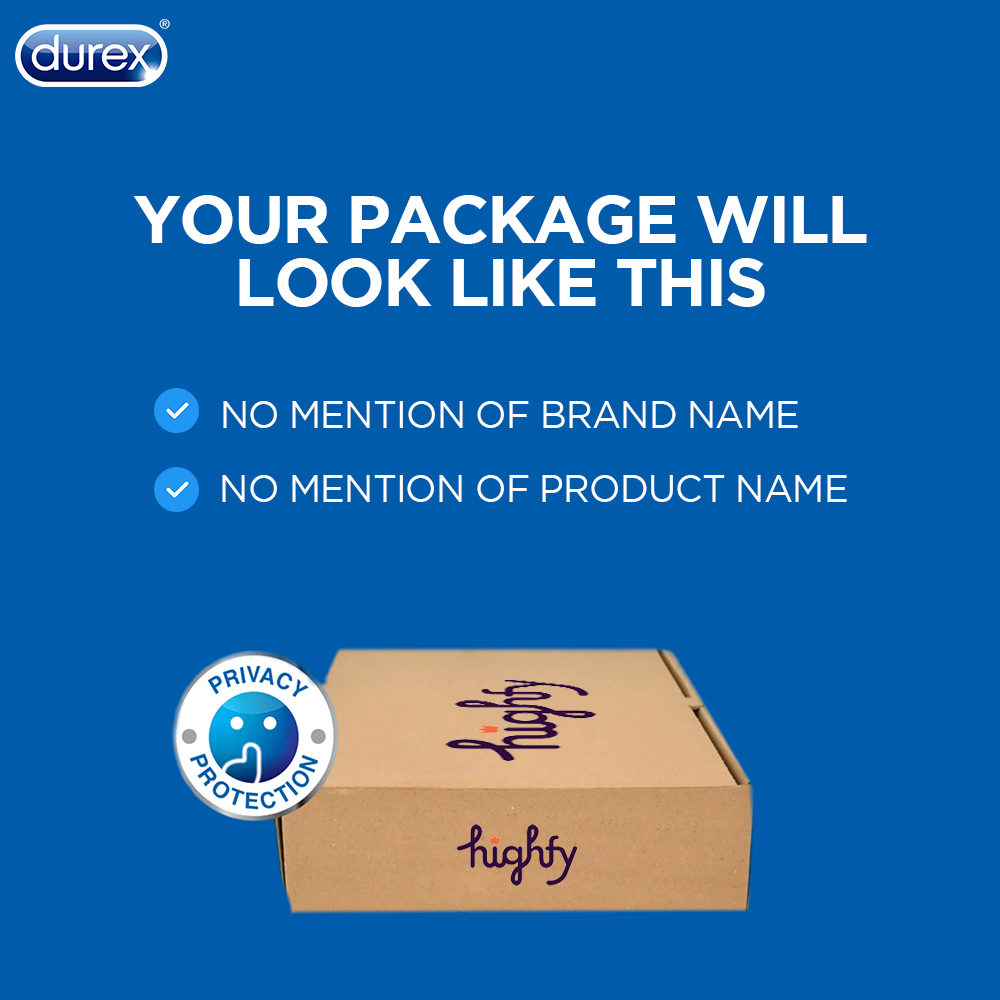 durex®
YOUR PACKAGE WILL
LOOK LIKE THIS
NO MENTION OF BRAND NAME
NO MENTION OF PRODUCT NAME
PRIVACY
PROTECTION
highfy
highfy